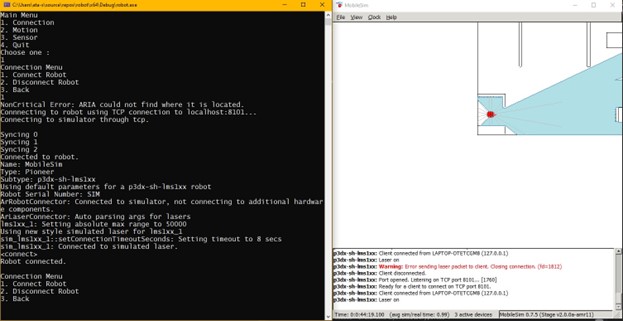 C:\Users\ata-s\source\repos\robot\x64\Debug\robot.exe
Main Menu
1. Connection
2. Motion
3. Sensor
4. Quit
Choose one :
1
Connection Menu
1. Connect Robot
2. Disconnect Robot
3. Back
1
NonCritical Error: ARIA could not find where it is located.
Connnecting to robot using TCP connection to localhost:8101...
Connecting to simulator through tcp.
Syncing 0
Syncing 1
Syncing 2
Connected to robot.
Name: MobileSim
Type: Pioneer
Subtype: p3dx-sh-lms1xx
Using default parameters for a p3dx-sh-lms1xx robot
Robot Serial Number: SIM
ArRobotConnector: Connected to simulator, not connecting to additional hardwar
e components.
ArLaserConnector: Auto parsing args for lasers
lms1xx_1: Setting absolute max range to 50000
Using new style simulated laser for lms1xx_1
sim_lms1xx_1::setConnectionTimeoutSeconds: Setting timeout to 8 secs
sim_lms1xx_1: Connected to simulated laser.
<connect>
Robot connected.
Connection Menu
1. Connect Robot
2. Disconnect Robot
3. Back
MobileSim
File View Clock Help
p3dx-sh-lms1xx: Client connected from LAPTOP-OTETCGMB (127.0.0.1)
p3dx-sh-lms1xx: Laser on
p3dx-sh-lms1xx: Warning: Error sending laser packet to client. Closing connection. (fd=1812)
p3dx-sh-lms1xx: Client disconnected.
p3dx-sh-lms1xx: Port opened. Listening on TCP port 8101... [1760]
p3dx-sh-lms1xx: Ready for a client to connect on TCP port 8101.
p3dx-sh-lms1xx: Client connected from LAPTOP-OTETCGMB (127.0.0.1)
p3dx-sh-lms1xx: Laser on
Time: 0:0:44:19.100 (avg sim/real time: 0.99) 3 active devices MobileSim 0.7.5 (Stage v2.0.0a-amr11)